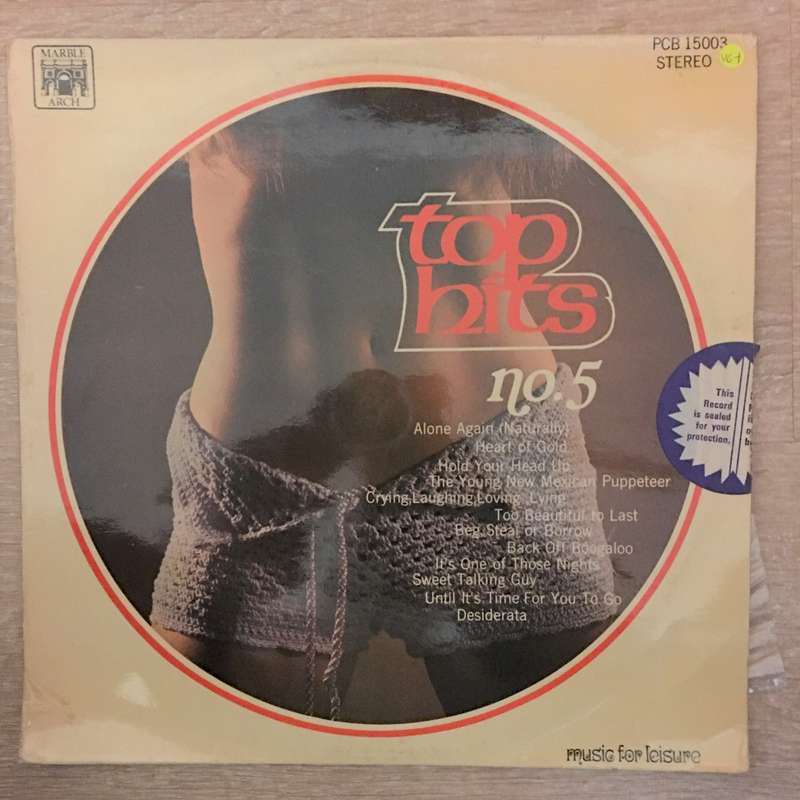 MARBLE
ARCH
PCB 15003
STEREO
VG+
top
hits
no.5
Alone Again (Naturally)
Heart of Gold
Hold Your Head Up
The Young New Mexican Puppeteer
Crying,Laughing,Loving, Lying
Too Beautiful to Last
Beg,Steal or Borrow
Back Off Boogaloo
It's One of Those Nights
Sweet Talking Guy
Until It's Time For You To Go
Desiderata
This
Record
is sealed
for your
protection.
music for leisure